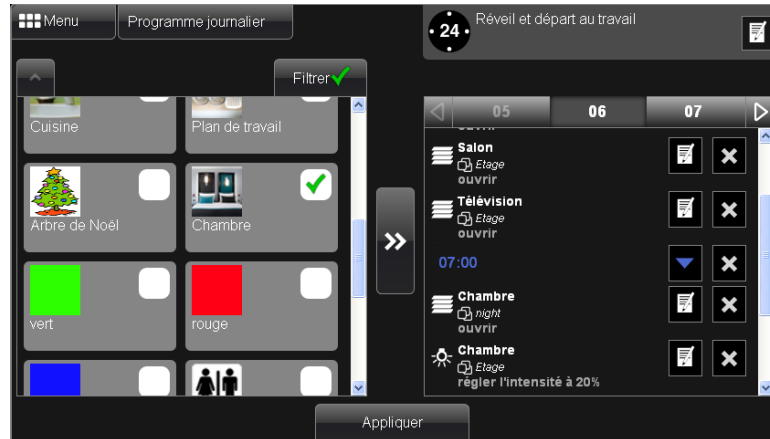 Menu
Programme journalier
24
Réveil et départ au travail
Filtrer
Cuisine
Plan de travail
Arbre de Noël
Chambre
vert
rouge
Appliquer
05
06
07
ouvrir
Salon
Etage
ouvrir
Télévision
Etage
ouvrir
07:00
Chambre
night
ouvrir
Chambre
Etage
régler l'intensité à 20%